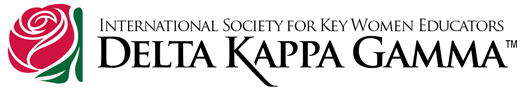 International Society for Key Women Educators
Delta Kappa Gamma™